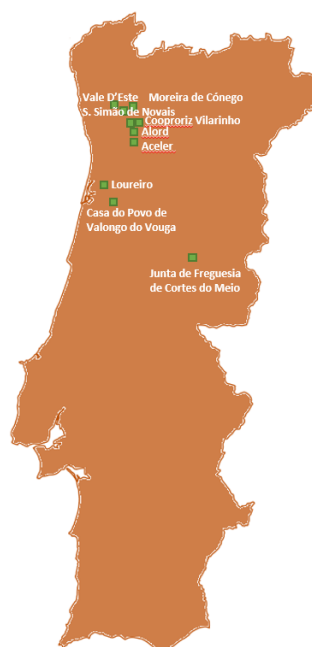 Vale D'Este Moreira de Cónego
S. Simão de Novais
Cooproriz Vilarinho
Alord
Aceler
Loureiro
Casa do Povo de
Valongo do Vouga
Junta de Freguesia
de Cortes do Meio